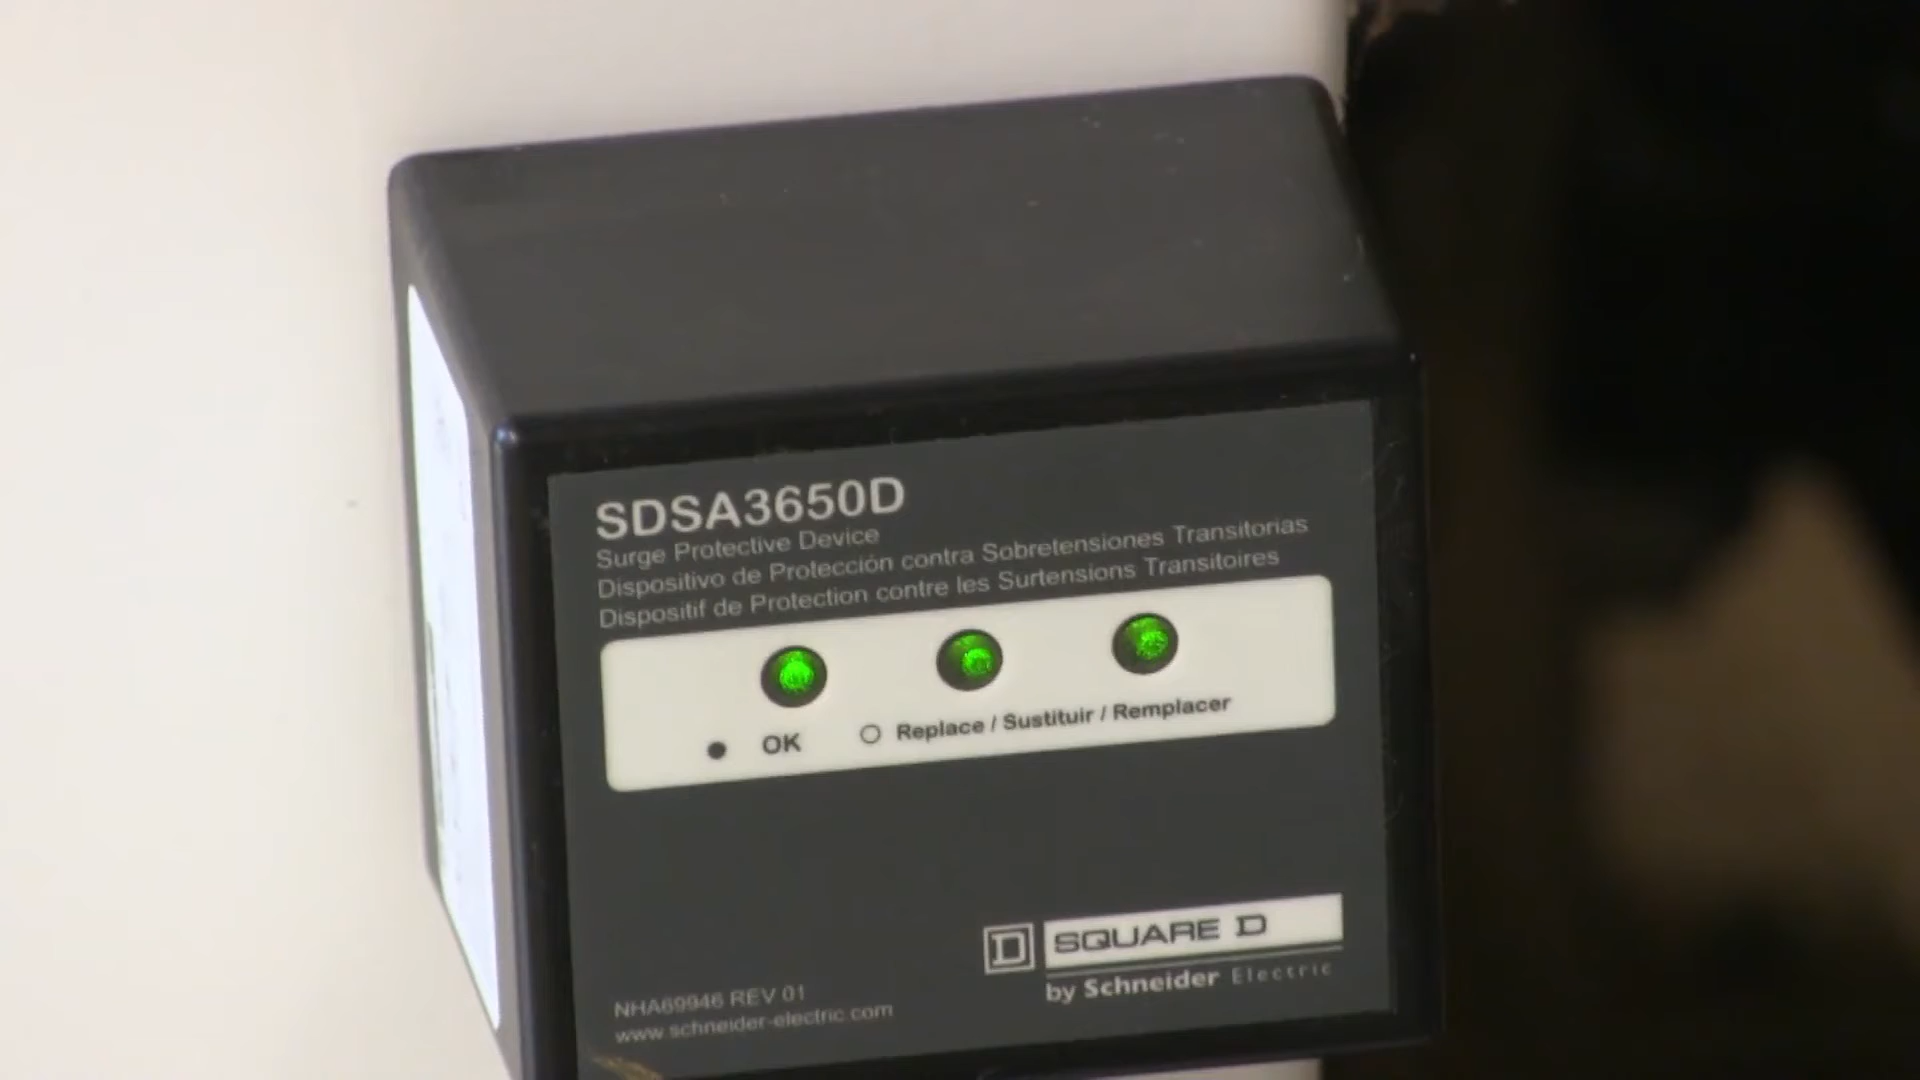 SDSA3650D
Surge Protective Device
Dispositivo de Protección contra Sobretensiones Transitorias
Dispositif de Protection contre les Surtensions Transitoires
OK Replace / Sustituir / Remplacer
D SQUARE D
by Schneider Electric
NHA69946 REV 01
www.schneider-electric.com